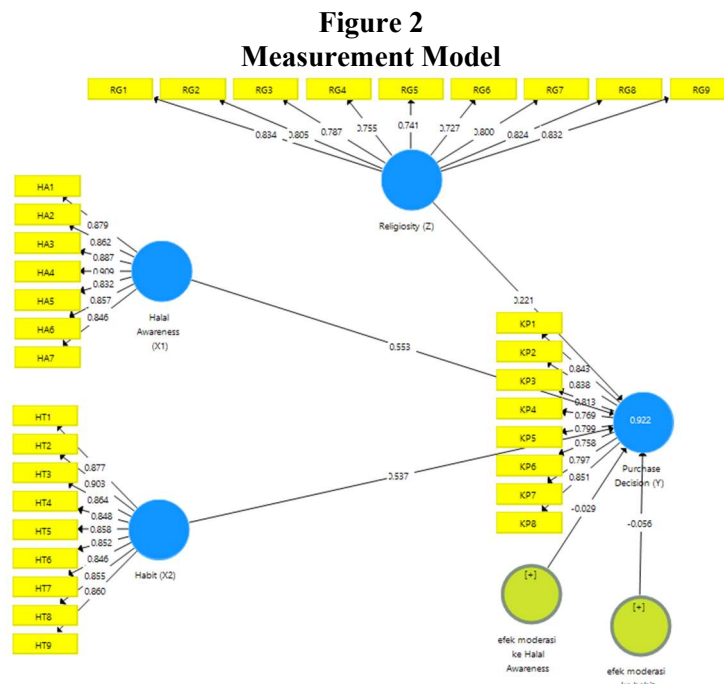 Figure 2
Measurement Model
RG1 RG2 RG3 RG4 RG5 RG6 RG7 RG8 RG9
0.834 0.805 0.787 0.755 0.741 0.727 0.800 0.824 0.832
Religiosity (Z)
HA1
HA2
HA3
HA4
HA5
HA6
HA7
0.879
0.862
0.887
0.909
0.832
0.857
0.846
Halal
Awareness
(X1)
0.221
0.553
KP1
KP2
KP3
KP4
KP5
KP6
KP7
KP8
0.843
0.838
0.813
0.769
0.799
0.758
0.797
0.851
0.922
Purchase
Decision (Y)
HT1
HT2
HT3
HT4
HT5
HT6
HT7
HT8
HT9
0.877
0.903
0.864
0.848
0.858
0.852
0.846
0.855
0.860
Habit (X2)
0.537
-0.029
-0.056
[+]
efek moderasi
ke Halal
Awareness
[+]
efek moderasi
ke habit